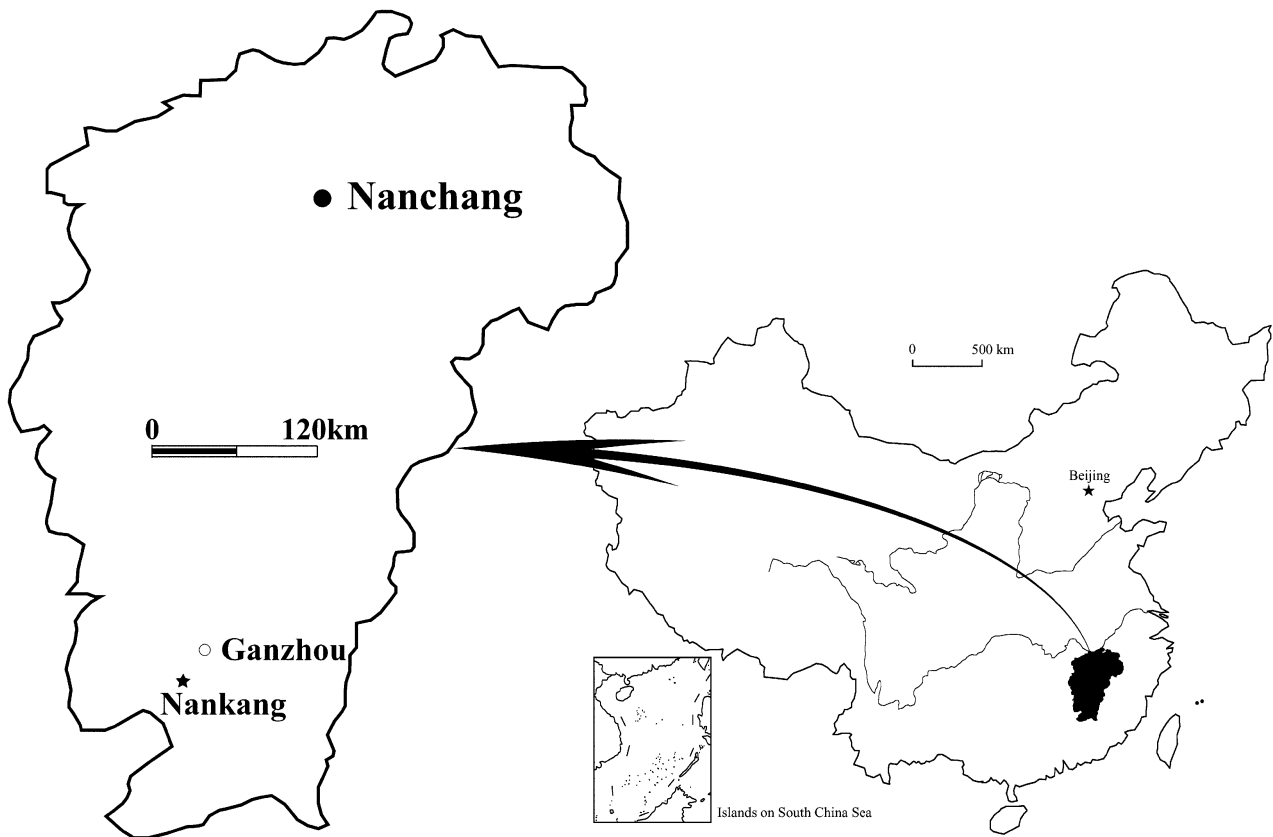 Nanchang
0 500 km
0 120km
Beijing
Ganzhou
Nankang
Islands on South China Sea